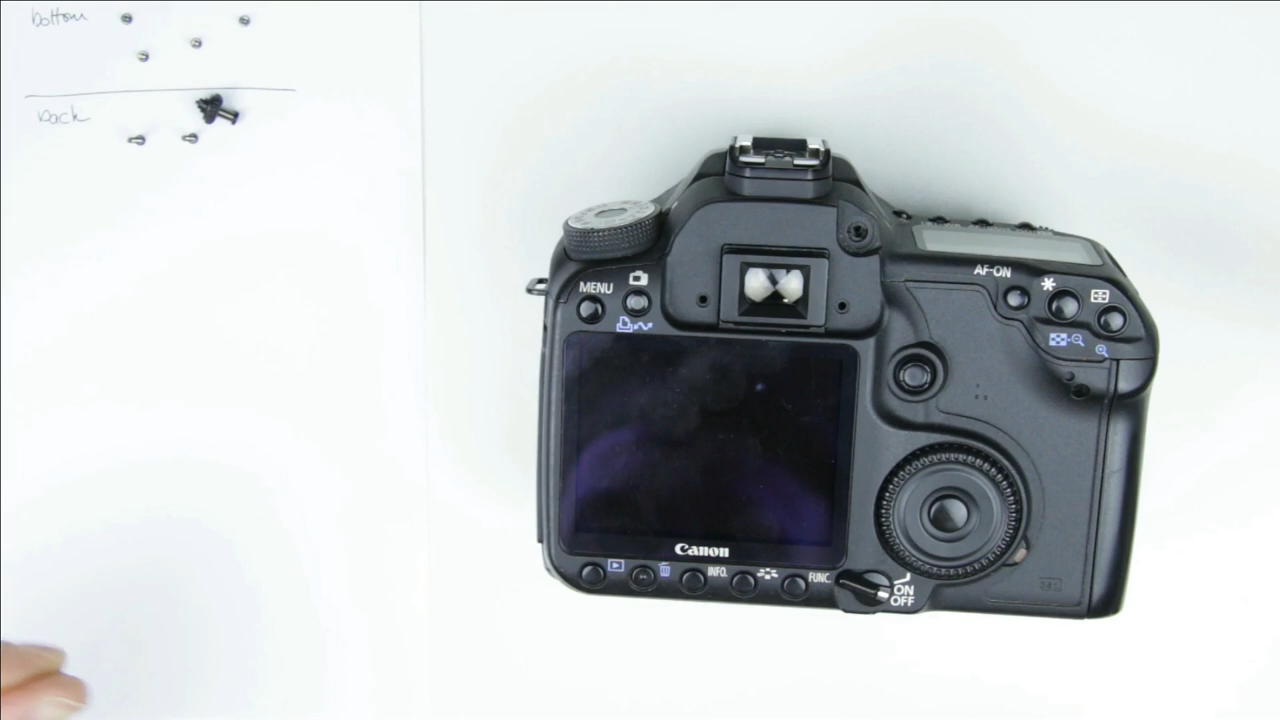 bottom
back
MENU
AF-ON
Canon
INFO.
FUNC.
ON
OFF